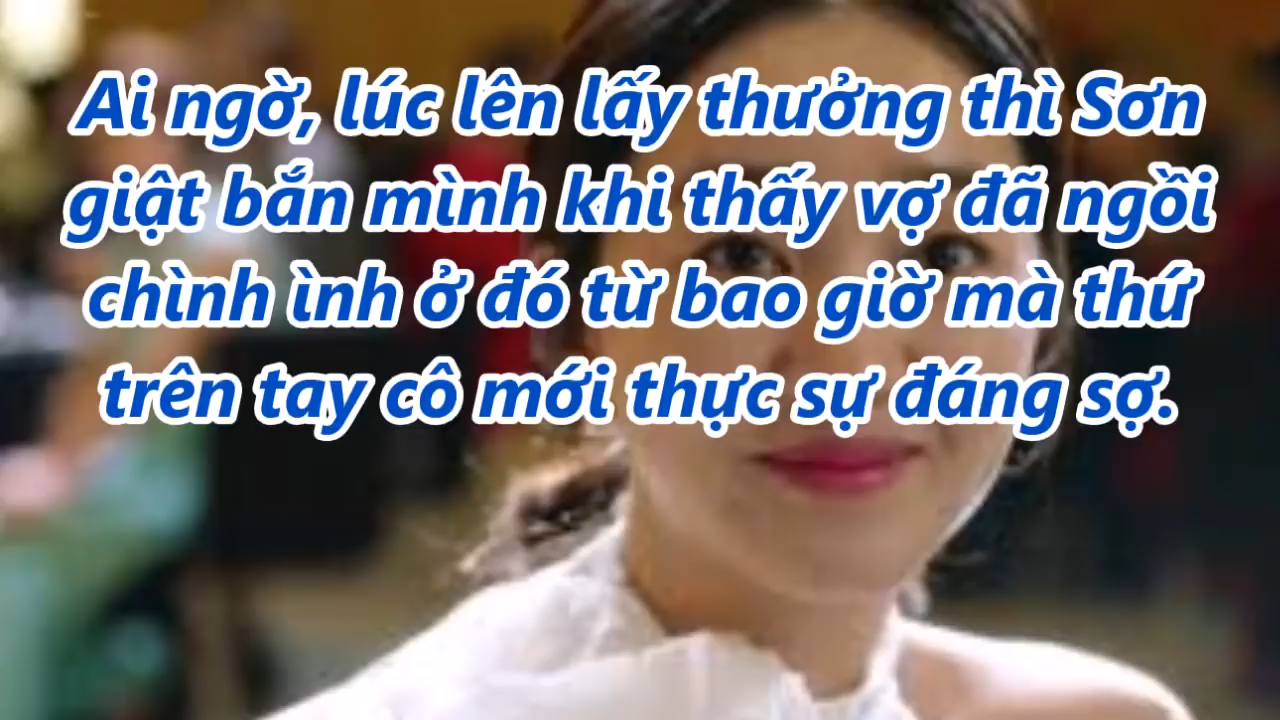 Ai ngờ, lúc lên lấy thưởng thì Sơn
giật bắn mình khi thấy vợ đã ngồi
chình ình ở đó từ bao giờ mà thứ
trên tay cô mới thực sự đáng sợ.